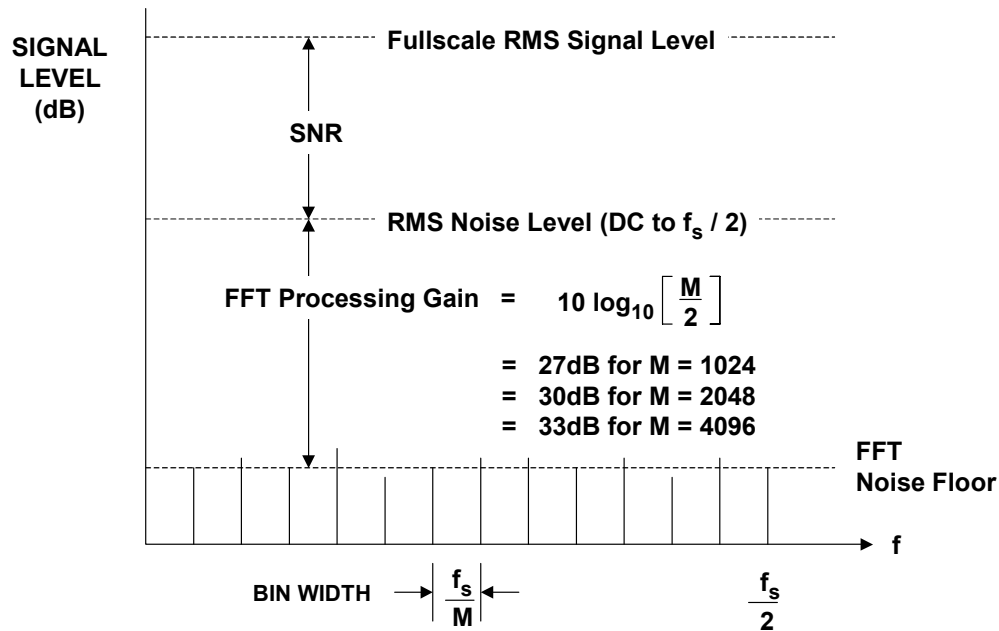 SIGNAL
LEVEL
(dB)
Fullscale RMS Signal Level
SNR
RMS Noise Level (DC to fs / 2)
FFT Processing Gain = 10 log10 [M/2]
= 27dB for M = 1024
= 30dB for M = 2048
= 33dB for M = 4096
FFT
Noise Floor
f
BIN WIDTH
fs
M
fs
2